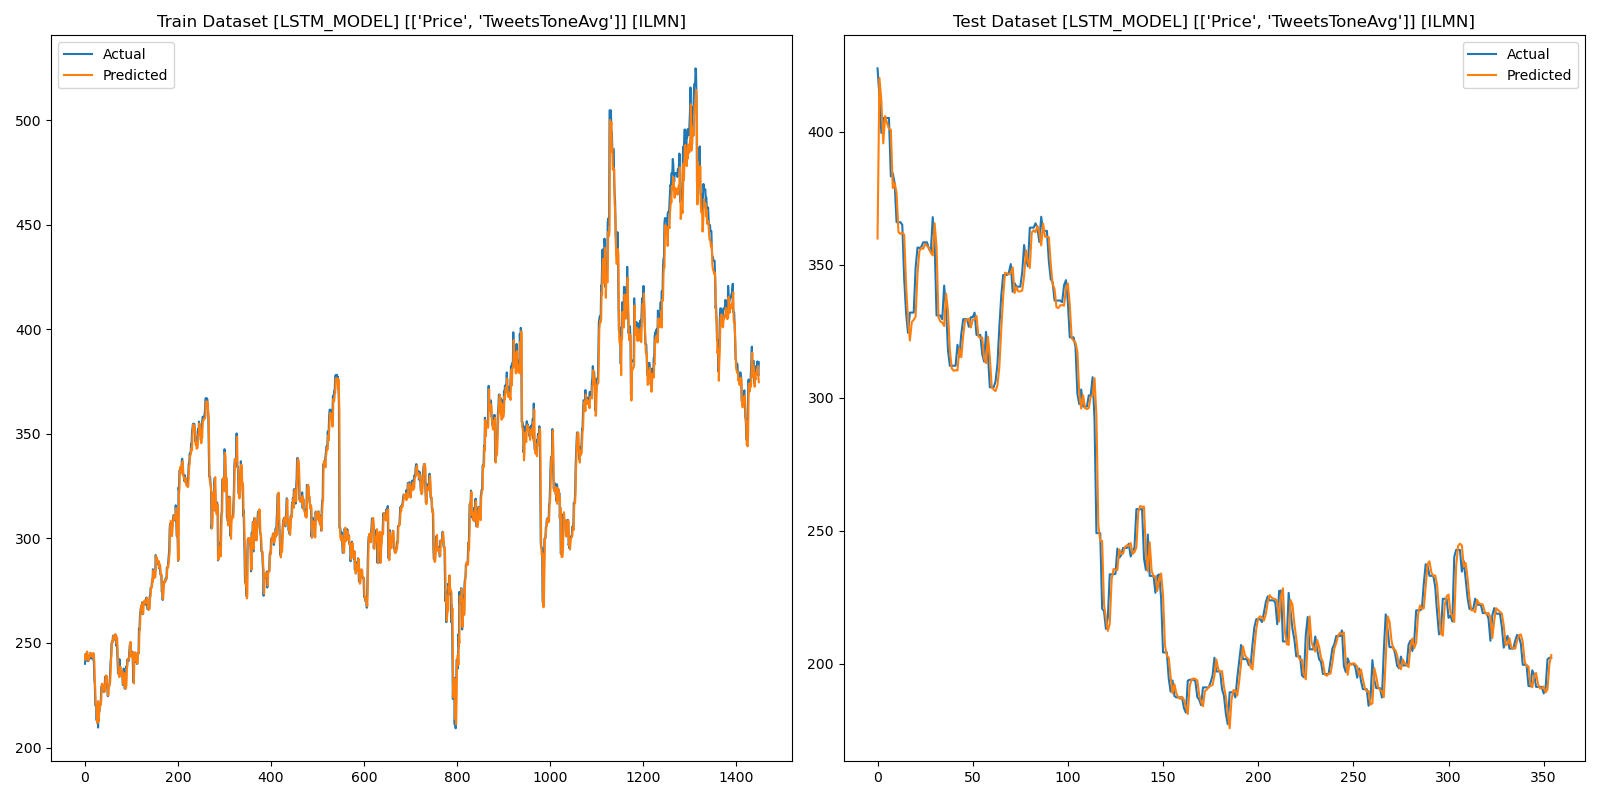 Train Dataset [LSTM_MODEL] [['Price', 'TweetsToneAvg']] [ILMN]
Actual
Predicted
500
450
400
350
300
250
200
0 200 400 600 800 1000 1200 1400
Test Dataset [LSTM_MODEL] [['Price', 'TweetsToneAvg']] [ILMN]
Actual
Predicted
400
350
300
250
200
0 50 100 150 200 250 300 350